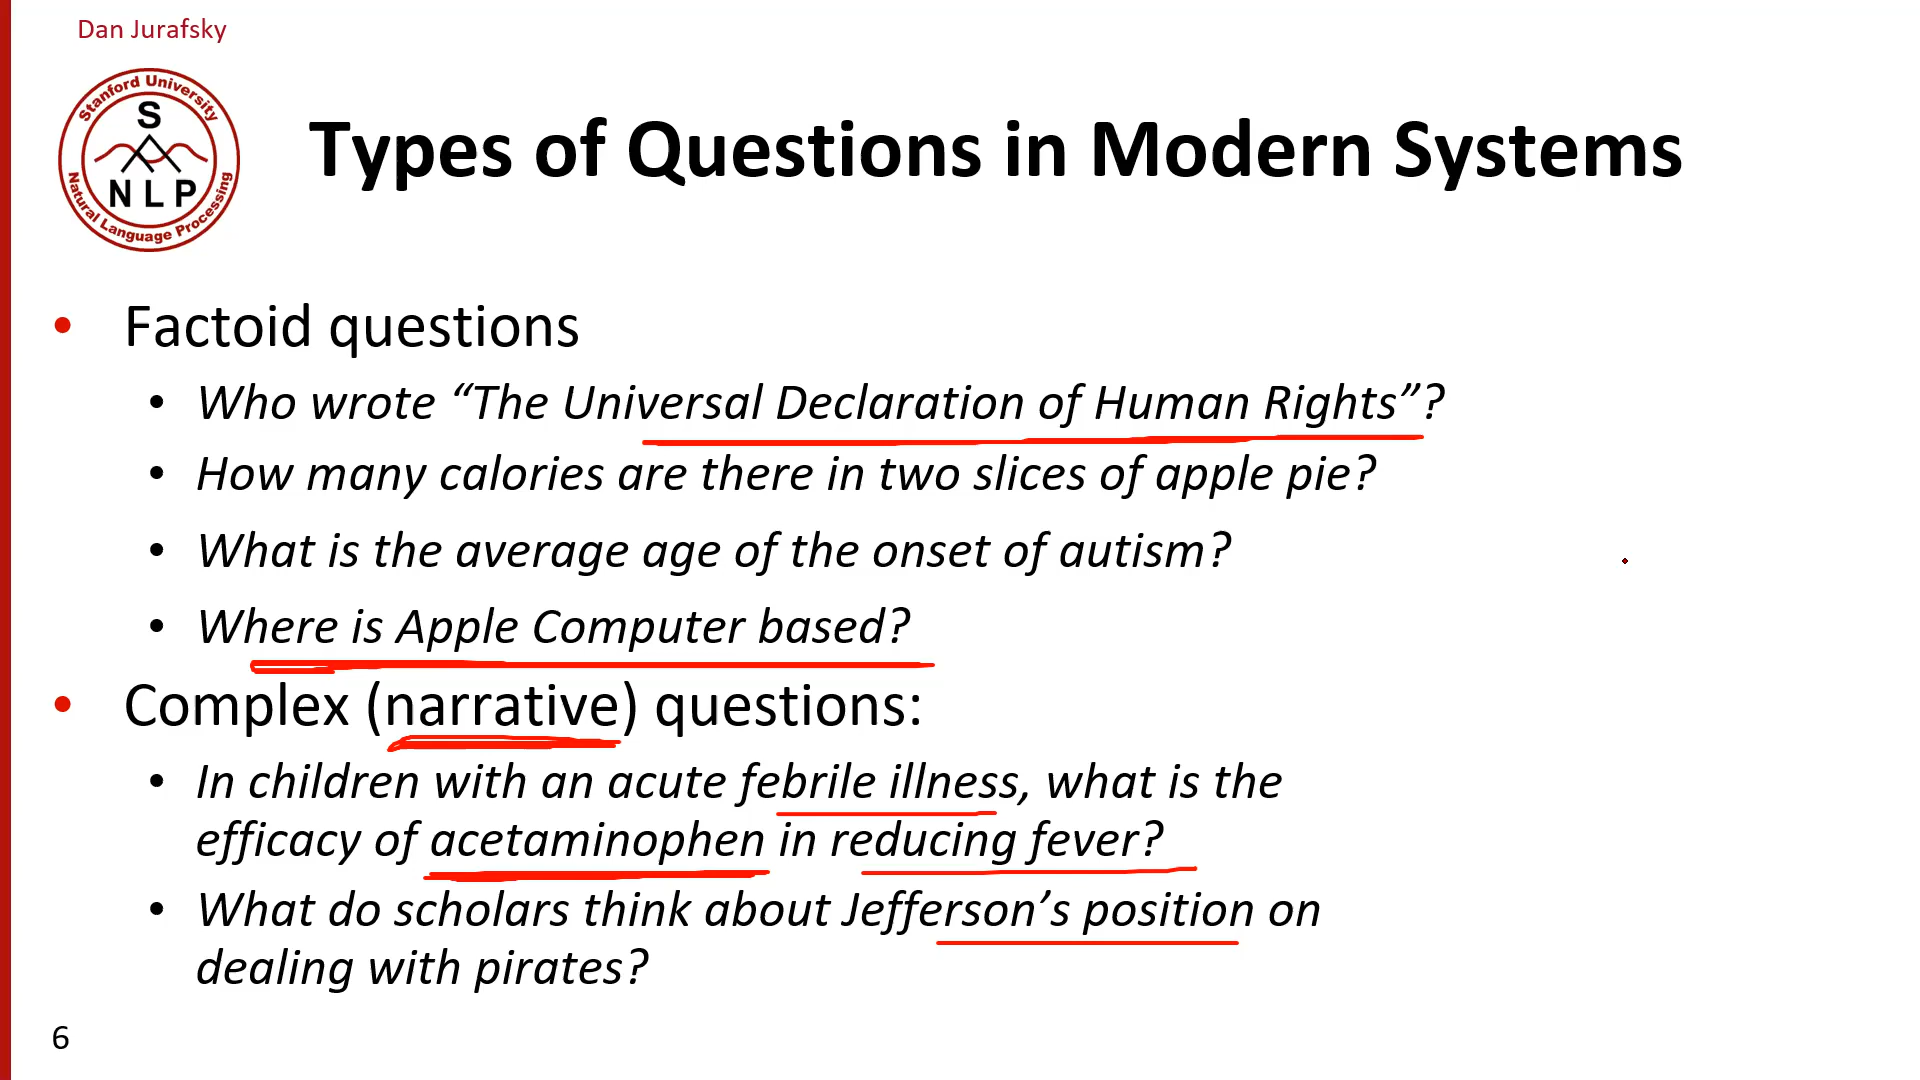 Dan Jurafsky
Stanford University
S
NLP
Natural Language Processing
Types of Questions in Modern Systems
• Factoid questions
• Who wrote “The Universal Declaration of Human Rights”?
• How many calories are there in two slices of apple pie?
• What is the average age of the onset of autism?
• Where is Apple Computer based?
• Complex (narrative) questions:
• In children with an acute febrile illness, what is the
efficacy of acetaminophen in reducing fever?
• What do scholars think about Jefferson’s position on
dealing with pirates?
6